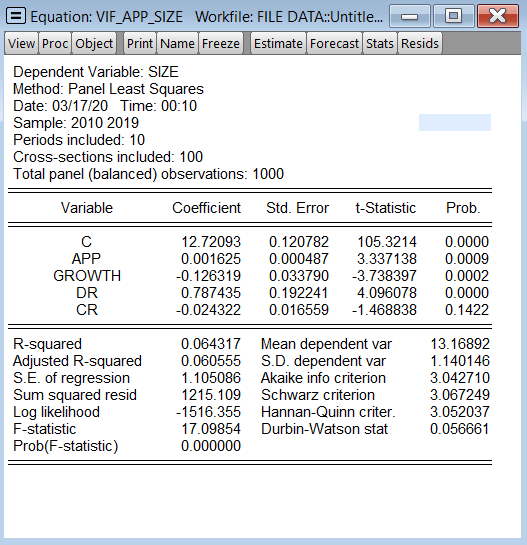 Equation: VIF_APP_SIZE Workfile: FILE DATA::Untitle...
View Proc Object Print Name Freeze Estimate Forecast Stats Resids
Dependent Variable: SIZE
Method: Panel Least Squares
Date: 03/17/20 Time: 00:10
Sample: 2010 2019
Periods included: 10
Cross-sections included: 100
Total panel (balanced) observations: 1000
Variable Coefficient Std. Error t-Statistic Prob.
C 12.72093 0.120782 105.3214 0.0000
APP 0.001625 0.000487 3.337138 0.0009
GROWTH -0.126319 0.033790 -3.738397 0.0002
DR 0.787435 0.192241 4.096078 0.0000
CR -0.024322 0.016559 -1.468838 0.1422
R-squared 0.064317 Mean dependent var 13.16892
Adjusted R-squared 0.060555 S.D. dependent var 1.140146
S.E. of regression 1.105086 Akaike info criterion 3.042710
Sum squared resid 1215.109 Schwarz criterion 3.067249
Log likelihood -1516.355 Hannan-Quinn criter. 3.052037
F-statistic 17.09854 Durbin-Watson stat 0.056661
Prob(F-statistic) 0.000000